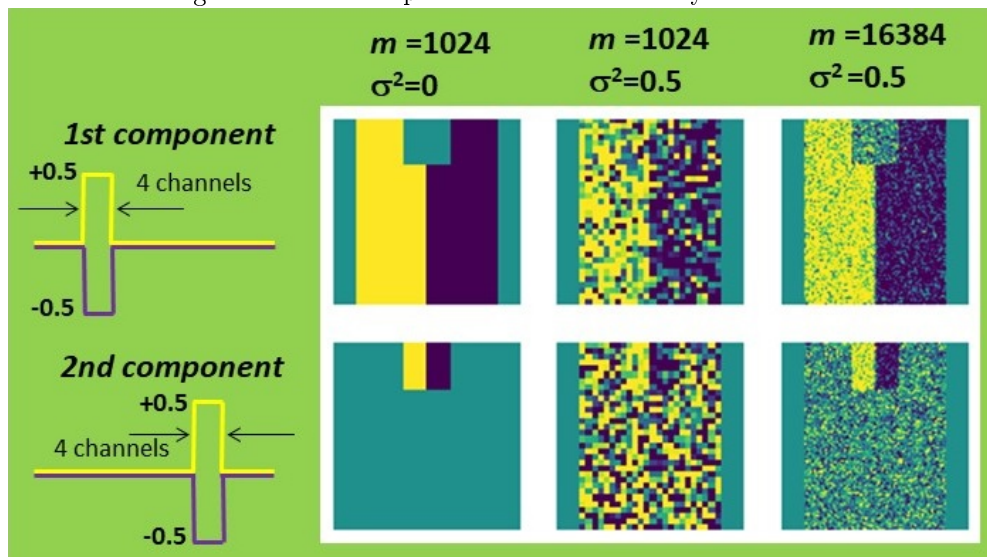 m =1024
σ²=0
m =1024
σ²=0.5
m =16384
σ²=0.5
1st component
+0.5
4 channels
-0.5
2nd component
+0.5
4 channels
-0.5